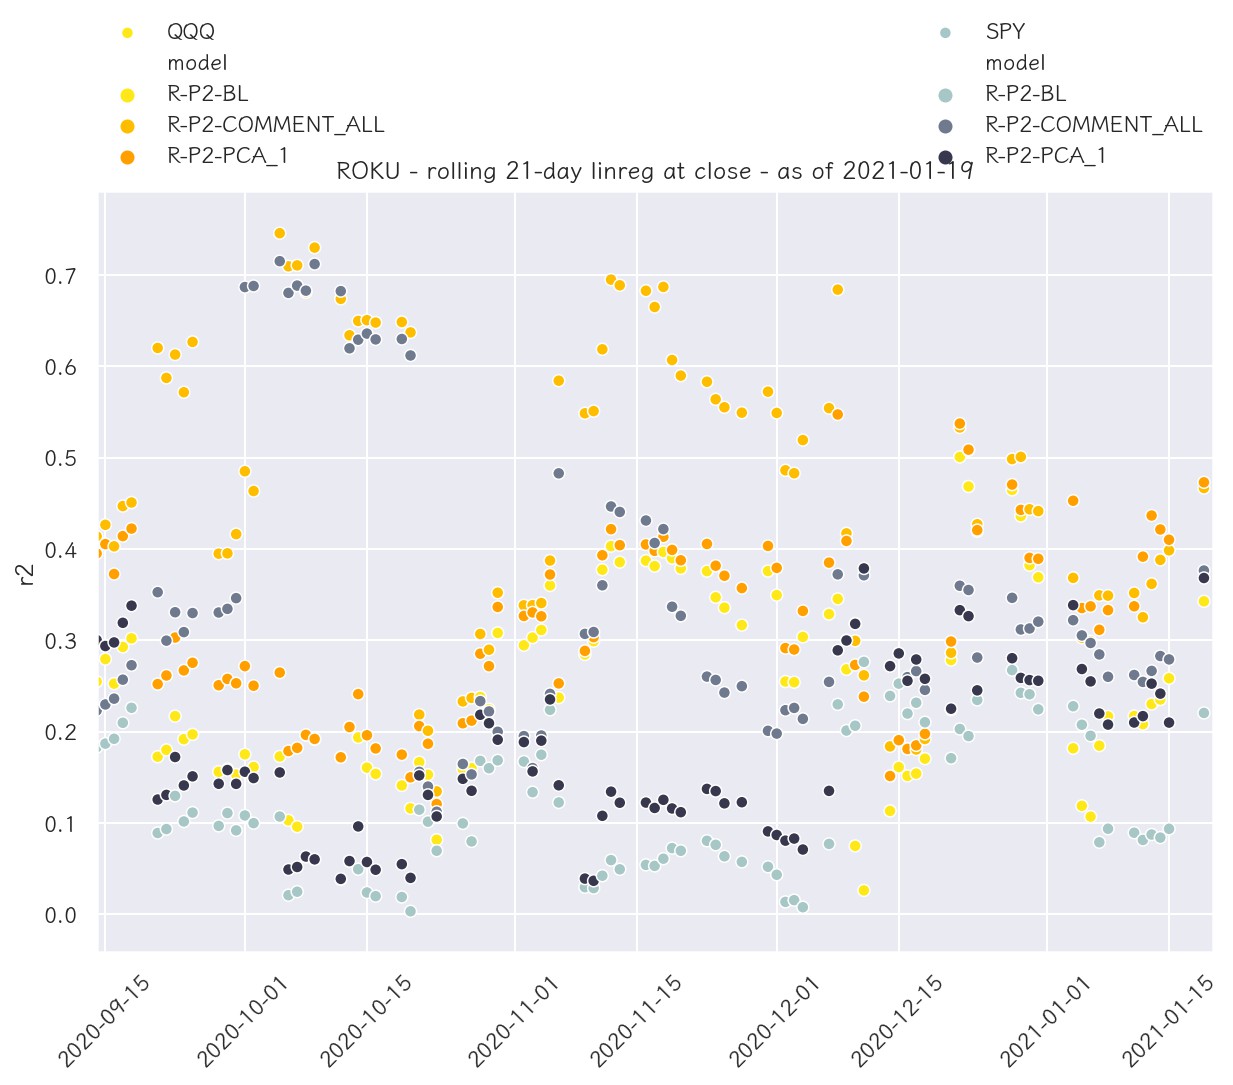 QQQ
model
R-P2-BL
R-P2-COMMENT_ALL
R-P2-PCA_1
SPY
model
R-P2-BL
R-P2-COMMENT_ALL
R-P2-PCA_1
ROKU - rolling 21-day linreg at close - as of 2021-01-19
0.7
0.6
0.5
0.4
0.3
0.2
0.1
0.0
r2
2020-09-15
2020-10-01
2020-10-15
2020-11-01
2020-11-15
2020-12-01
2020-12-15
2021-01-01
2021-01-15